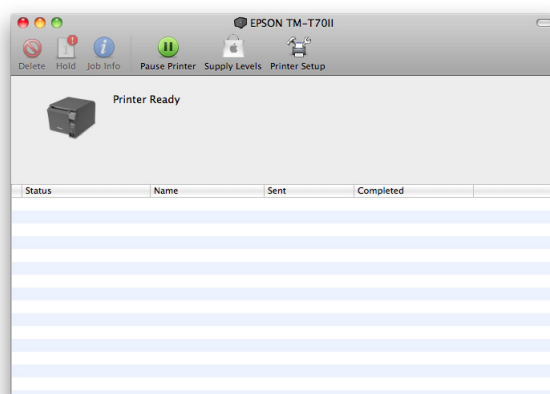 EPSON TM-T70II
Delete Hold Job Info Pause Printer Supply Levels Printer Setup
Printer Ready
Status Name Sent Completed